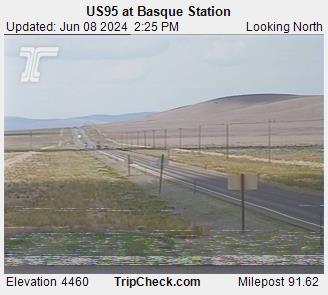 US95 at Basque Station
Updated: Jun 08 2024 2:25 PM Looking North
Elevation 4460 TripCheck.com Milepost 91.62